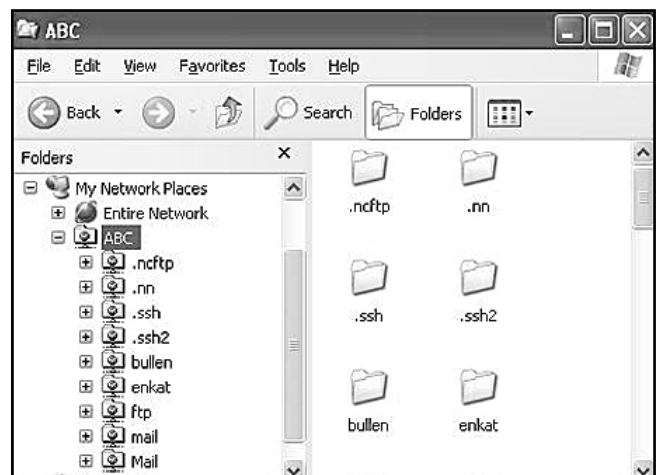 ABC
File Edit View Favorites Tools Help
Back Search Folders
Folders
My Network Places
Entire Network
ABC
.ncftp
.nn
.ssh
.ssh2
bullen
enkat
ftp
mail
Mail
.ncftp .nn
.ssh .ssh2
bullen enkat